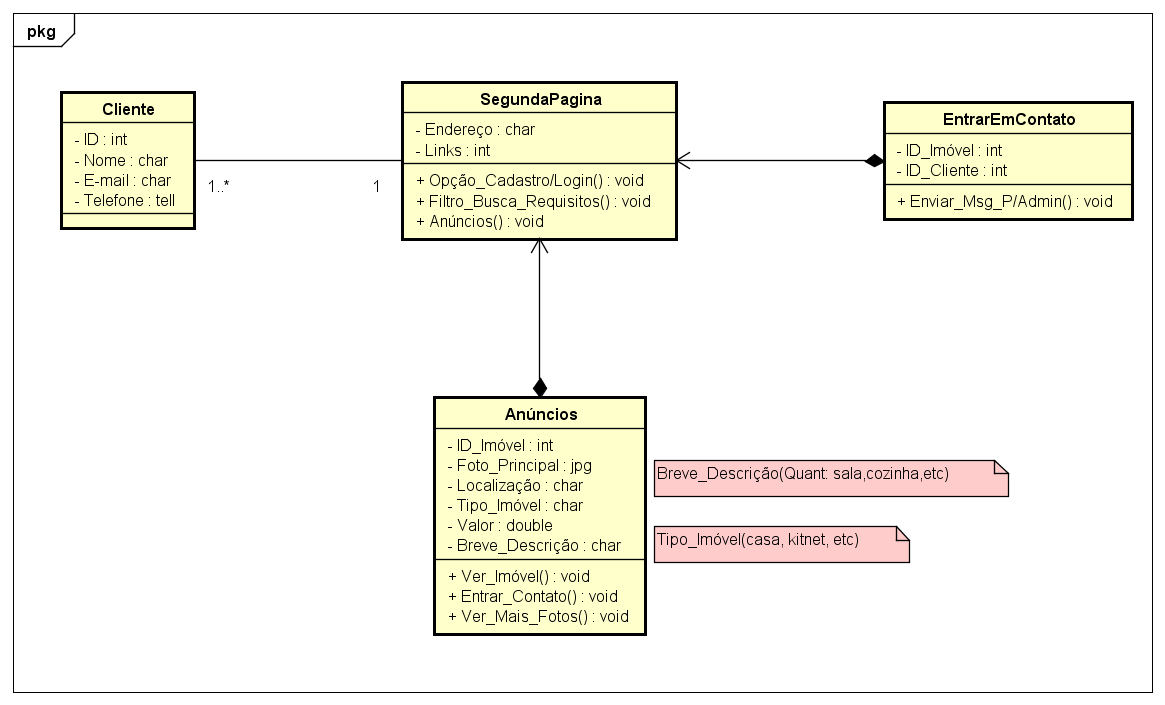 pkg
Cliente
- ID : int
- Nome : char
- E-mail : char
- Telefone : tell
1..*
1
SegundaPagina
- Endereço : char
- Links : int
+ Opção_Cadastro/Login() : void
+ Filtro_Busca_Requisitos() : void
+ Anúncios() : void
EntrarEmContato
- ID_Imóvel : int
- ID_Cliente : int
+ Enviar_Msg_P/Admin() : void
Anúncios
- ID_Imóvel : int
- Foto_Principal : jpg
- Localização : char
- Tipo_Imóvel : char
- Valor : double
- Breve_Descrição : char
+ Ver_Imóvel() : void
+ Entrar_Contato() : void
+ Ver_Mais_Fotos() : void
Breve_Descrição(Quant: sala,cozinha,etc)
Tipo_Imóvel(casa, kitnet, etc)